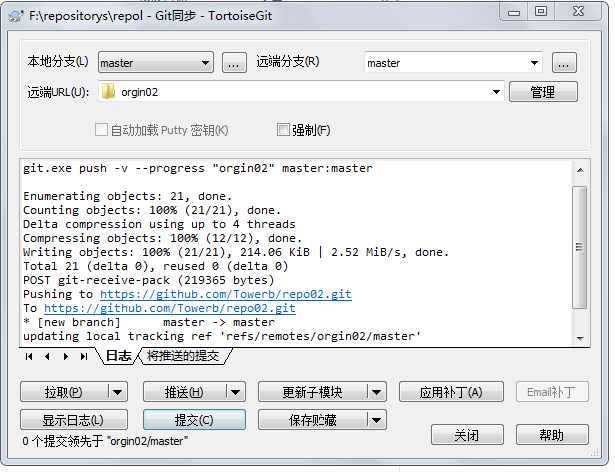 F:\repositorys\repol - Git同步 - TortoiseGit
本地分支(L) master ... 远端分支(R) master ...
远端URL(U): orgin02 管理
自动加载 Putty 密钥(K) 强制(F)
git.exe push -v --progress "orgin02" master:master
Enumerating objects: 21, done.
Counting objects: 100% (21/21), done.
Delta compression using up to 4 threads
Compressing objects: 100% (12/12), done.
Writing objects: 100% (21/21), 214.06 KiB | 2.52 MiB/s, done.
Total 21 (delta 0), reused 0 (delta 0)
POST git-receive-pack (219365 bytes)
Pushing to https://github.com/Towerb/repo02.git
To https://github.com/Towerb/repo02.git
* [new branch] master -> master
updating local tracking ref 'refs/remotes/orgin02/master'
日志 将推送的提交
拉取(P) 推送(H) 更新子模块 应用补丁(A) Email补丁
显示日志(L) 提交(C) 保存贮藏
0 个提交领先于 "orgin02/master"
关闭 帮助